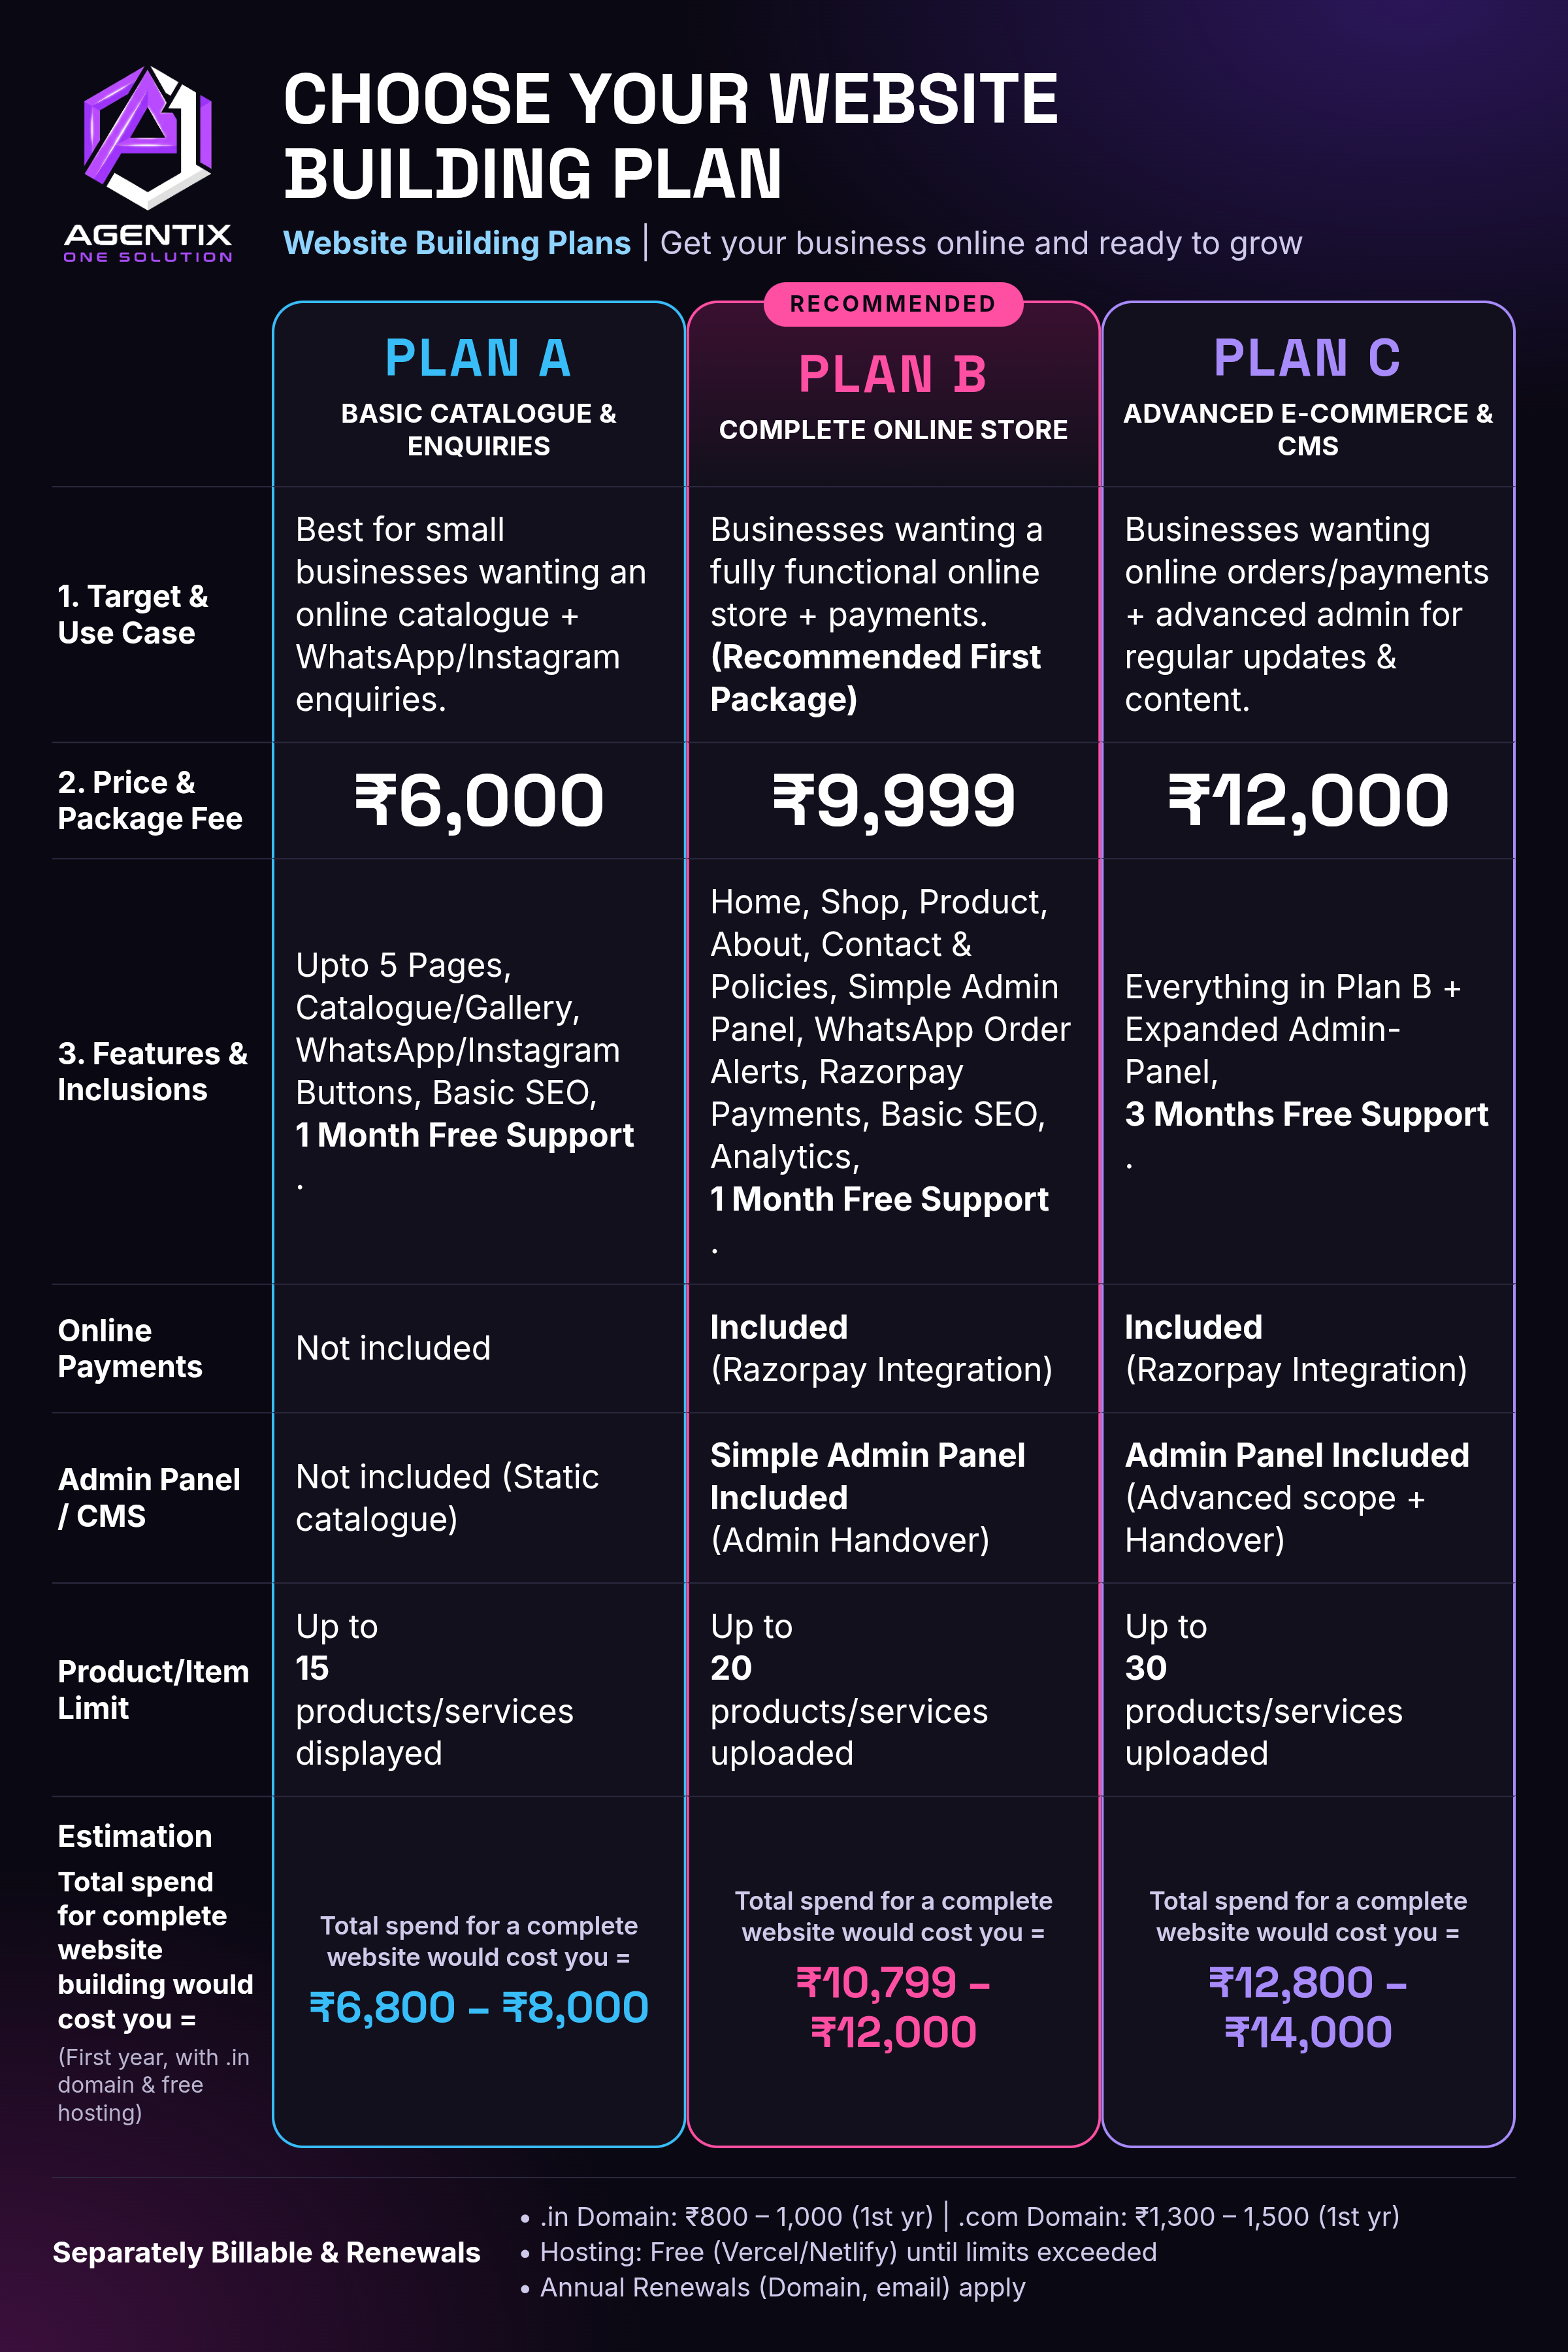 AGENTIX
ONE SOLUTION
CHOOSE YOUR WEBSITE
BUILDING PLAN
Website Building Plans | Get your business online and ready to grow
PLAN A
BASIC CATALOGUE &
ENQUIRIES
RECOMMENDED
PLAN B
COMPLETE ONLINE STORE
PLAN C
ADVANCED E-COMMERCE &
CMS
1. Target &
Use Case
Best for small
businesses wanting an
online catalogue +
WhatsApp/Instagram
enquiries.
Businesses wanting a
fully functional online
store + payments.
(Recommended First
Package)
Businesses wanting
online orders/payments
+ advanced admin for
regular updates &
content.
2. Price &
Package Fee
₹6,000
₹9,999
₹12,000
3. Features &
Inclusions
Upto 5 Pages,
Catalogue/Gallery,
WhatsApp/Instagram
Buttons, Basic SEO,
1 Month Free Support
.
Home, Shop, Product,
About, Contact &
Policies, Simple Admin
Panel, WhatsApp Order
Alerts, Razorpay
Payments, Basic SEO,
Analytics,
1 Month Free Support
.
Everything in Plan B +
Expanded Admin-
Panel,
3 Months Free Support
.
Online
Payments
Not included
Included
(Razorpay Integration)
Included
(Razorpay Integration)
Admin Panel
/ CMS
Not included (Static
catalogue)
Simple Admin Panel
Included
(Admin Handover)
Admin Panel Included
(Advanced scope +
Handover)
Product/Item
Limit
Up to
15
products/services
displayed
Up to
20
products/services
uploaded
Up to
30
products/services
uploaded
Estimation
Total spend
for complete
website
building would
cost you =
(First year, with .in
domain & free
hosting)
Total spend for a complete
website would cost you =
₹6,800 – ₹8,000
Total spend for a complete
website would cost you =
₹10,799 –
₹12,000
Total spend for a complete
website would cost you =
₹12,800 –
₹14,000
Separately Billable & Renewals
• .in Domain: ₹800 – 1,000 (1st yr) | .com Domain: ₹1,300 – 1,500 (1st yr)
• Hosting: Free (Vercel/Netlify) until limits exceeded
• Annual Renewals (Domain, email) apply